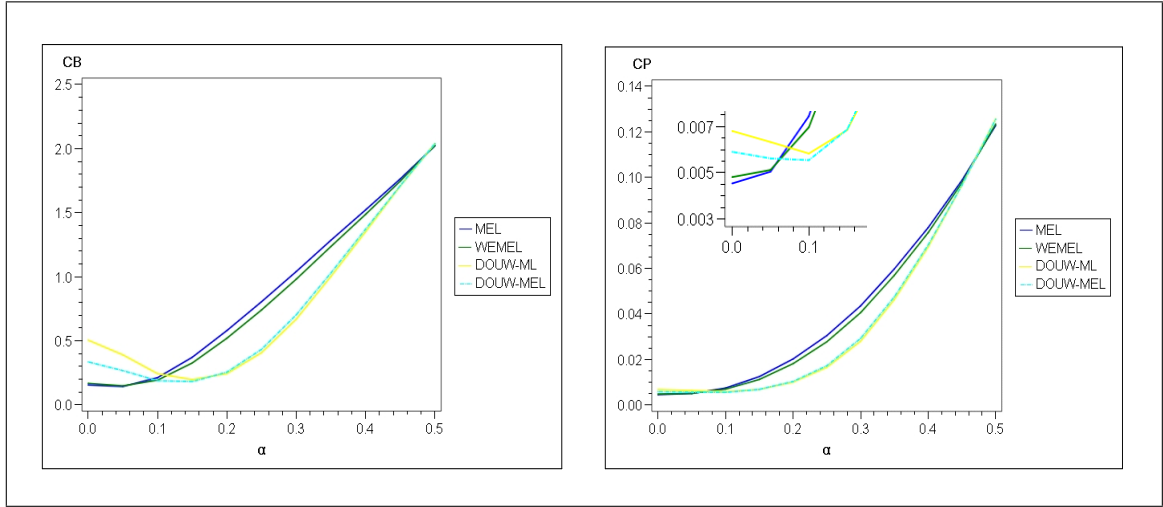 CB
2.5
2.0
1.5
1.0
0.5
0.0
0.0 0.1 0.2 0.3 0.4 0.5
α
MEL
WEMEL
DOUW-ML
DOUW-MEL
CP
0.14
0.12
0.10
0.08
0.06
0.04
0.02
0.00
0.0 0.1 0.2 0.3 0.4 0.5
α
0.007
0.005
0.003
0.0 0.1
MEL
WEMEL
DOUW-ML
DOUW-MEL